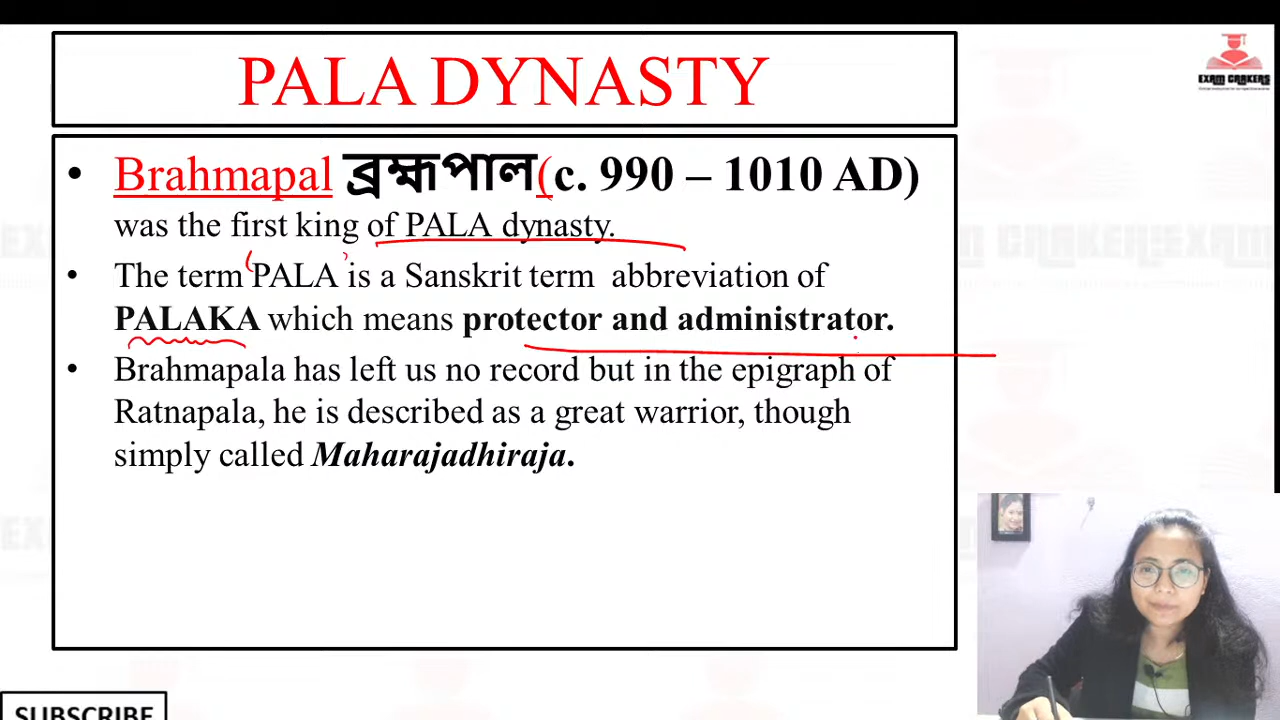 PALA DYNASTY
EXAM CRAKERS
• Brahmapal ব্রহ্মপাল(c. 990 – 1010 AD)
was the first king of PALA dynasty.
• The term PALA is a Sanskrit term abbreviation of
PALAKA which means protector and administrator.
• Brahmapala has left us no record but in the epigraph of
Ratnapala, he is described as a great warrior, though
simply called Maharajadhiraja.
SUBSCRIBE